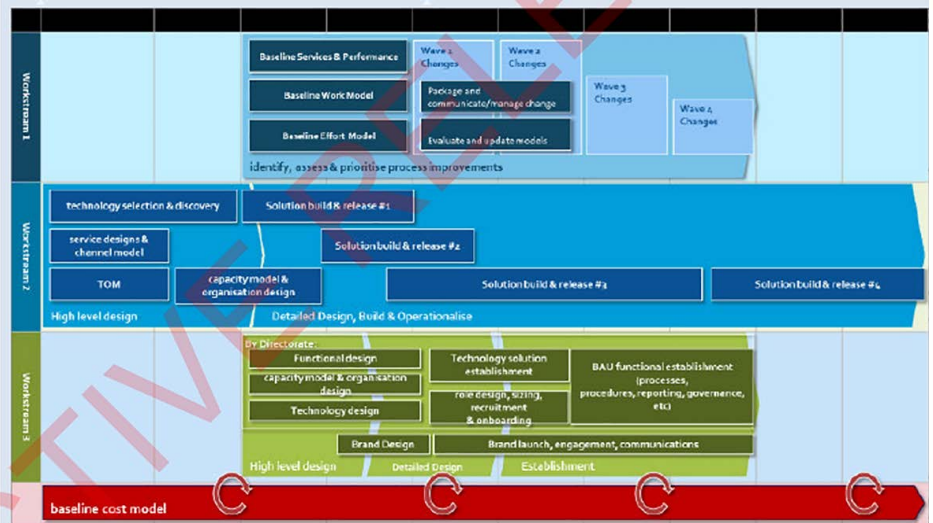 Workstream 1
Baseline Services & Performance
Baseline Work Model
Baseline Effort Model
Wave 1
Changes
Wave 2
Changes
Package and
communicate/manage change
Evaluate and update models
Wave 3
Changes
Wave 4
Changes
identify, assess & prioritise process improvements
Workstream 2
technology selection & discovery
Solution build & release #1
service designs &
channel model
Solution build & release #2
TOM
capacity model &
organisation design
Solution build & release #3
Solution build & release #4
High level design
Detailed Design, Build & Operationalise
Workstream 3
By Directorate:
Functional design
capacity model & organisation
design
Technology design
Technology solution
establishment
role design, sizing,
recruitment
& onboarding
BAU functional establishment
(processes,
procedures, reporting, governance,
etc)
Brand Design
Brand launch, engagement, communications
High level design
Detailed Design
Establishment
baseline cost model